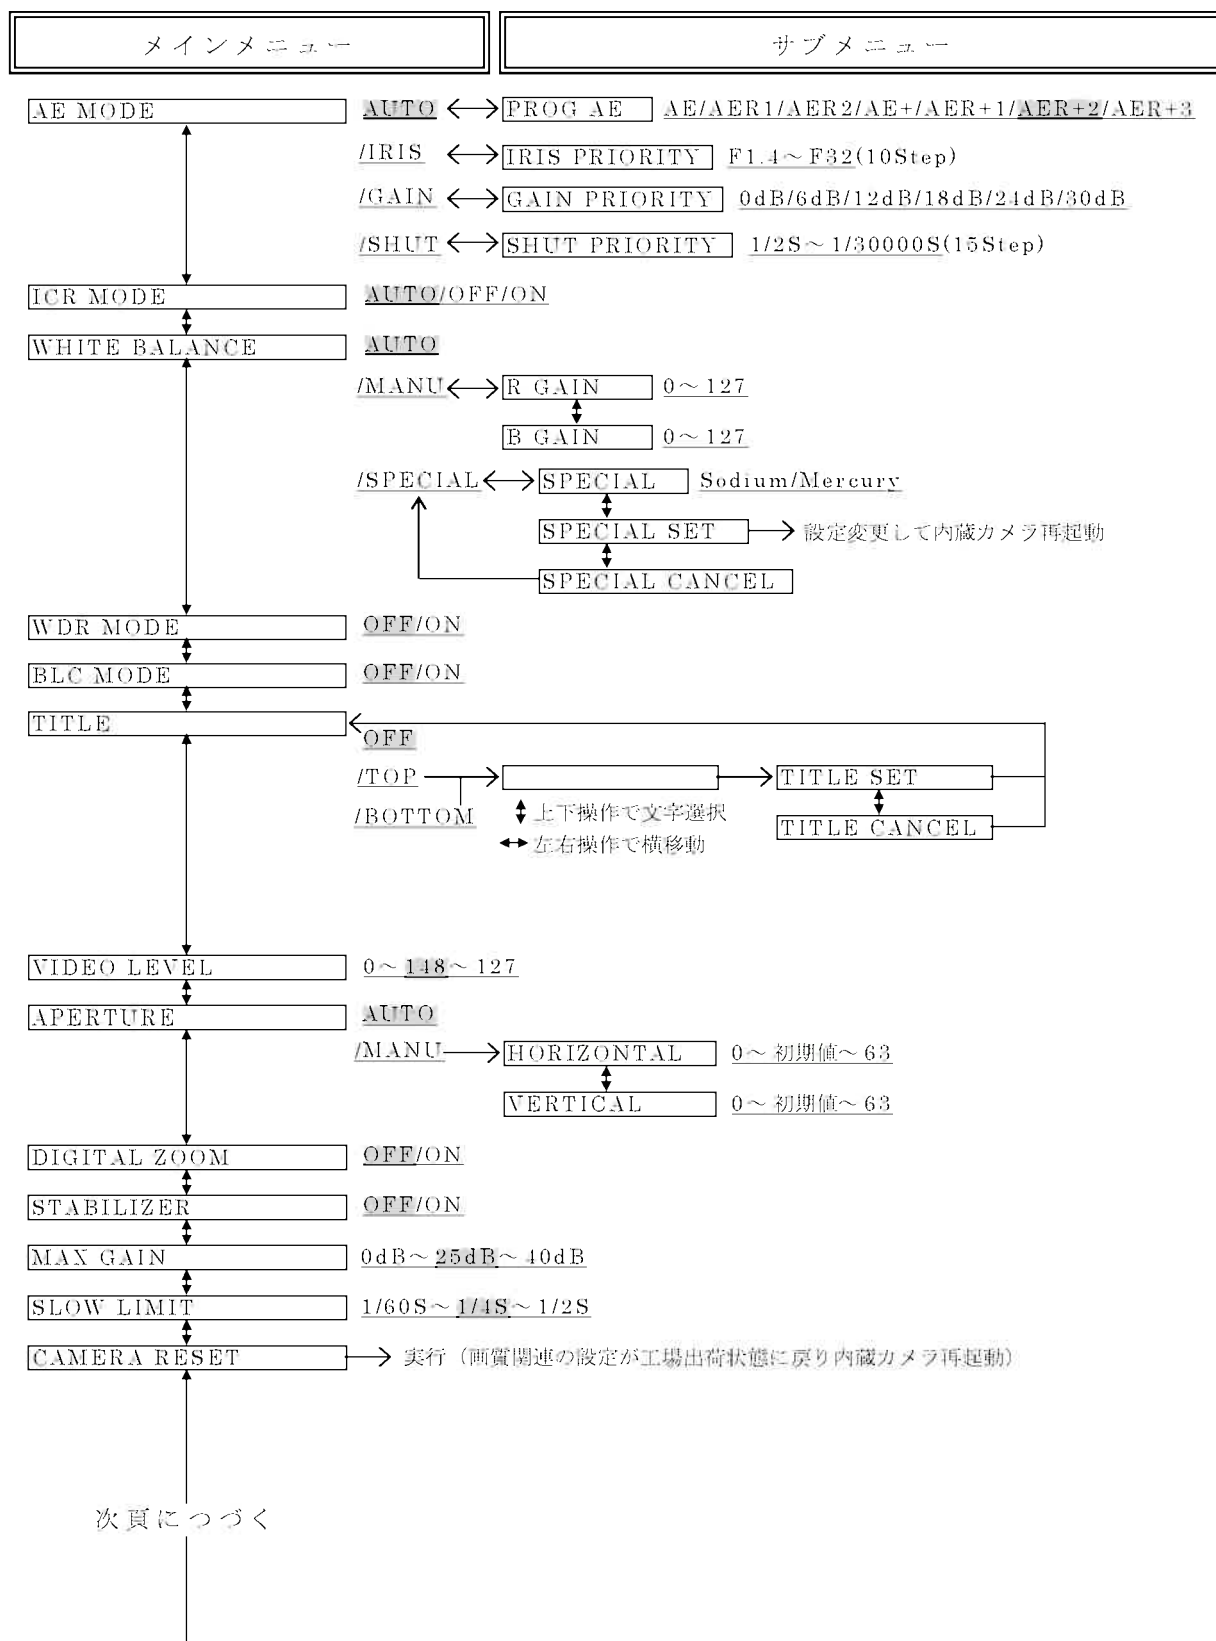 メインメニュー サブメニュー
AE MODE AUTO PROG AE AE/AER1/AER2/AE+/AER+1/AER+2/AER+3
/IRIS IRIS PRIORITY F1.4～F32(10Step)
/GAIN GAIN PRIORITY 0dB/6dB/12dB/18dB/24dB/30dB
/SHUT SHUT PRIORITY 1/2S～1/30000S(15Step)
ICR MODE AUTO/OFF/ON
WHITE BALANCE AUTO
/MANU R GAIN 0～127
B GAIN 0～127
/SPECIAL SPECIAL Sodium/Mercury
SPECIAL SET 設定変更して内蔵カメラ再起動
SPECIAL CANCEL
WDR MODE OFF/ON
BLC MODE OFF/ON
TITLE
OFF
/TOP TITLE SET
/BOTTOM 上下操作で文字選択 TITLE CANCEL
左右操作で横移動
VIDEO LEVEL 0～148～127
APERTURE AUTO
/MANU HORIZONTAL 0～初期値～63
VERTICAL 0～初期値～63
DIGITAL ZOOM OFF/ON
STABILIZER OFF/ON
MAX GAIN 0dB～25dB～40dB
SLOW LIMIT 1/60S～1/4S～1/2S
CAMERA RESET 実行（画質関連の設定が工場出荷状態に戻り内蔵カメラ再起動）
次頁につづく